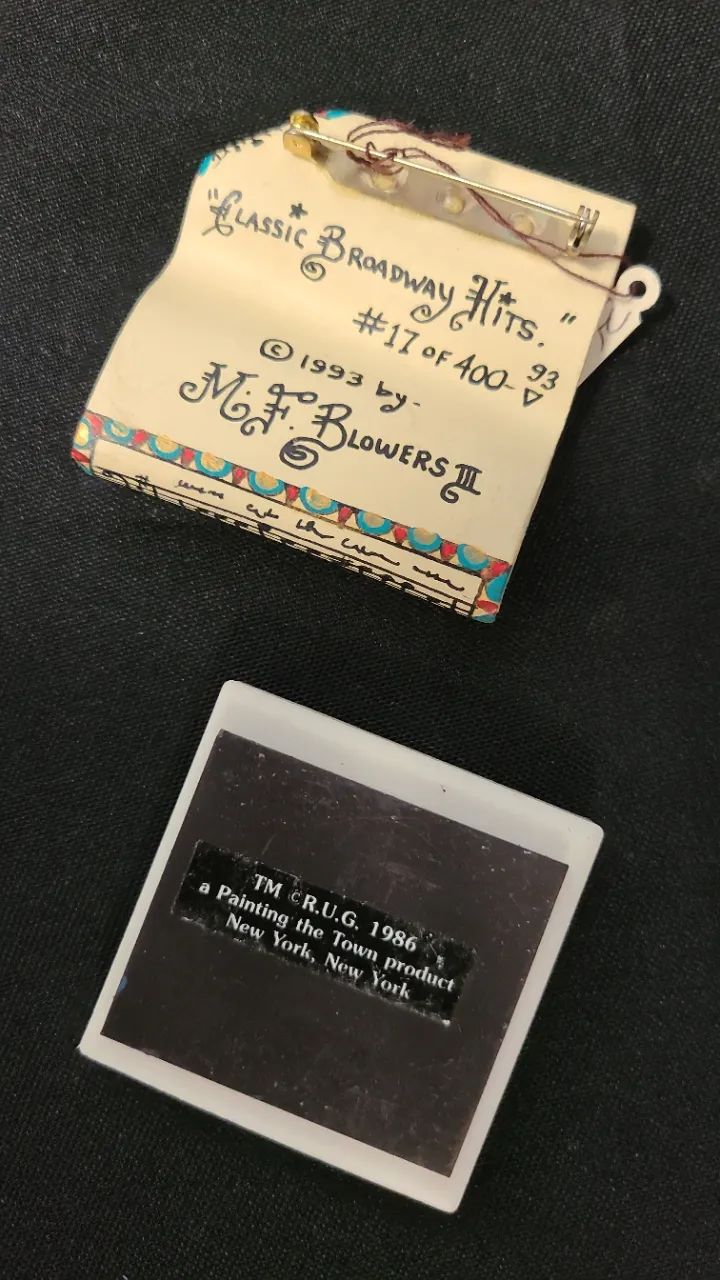 "Classic Broadway Hits."
#17 of 400-93
© 1993 by-
M.F. Blowers III
TM ©R.U.G. 1986
a Painting the Town product
New York, New York